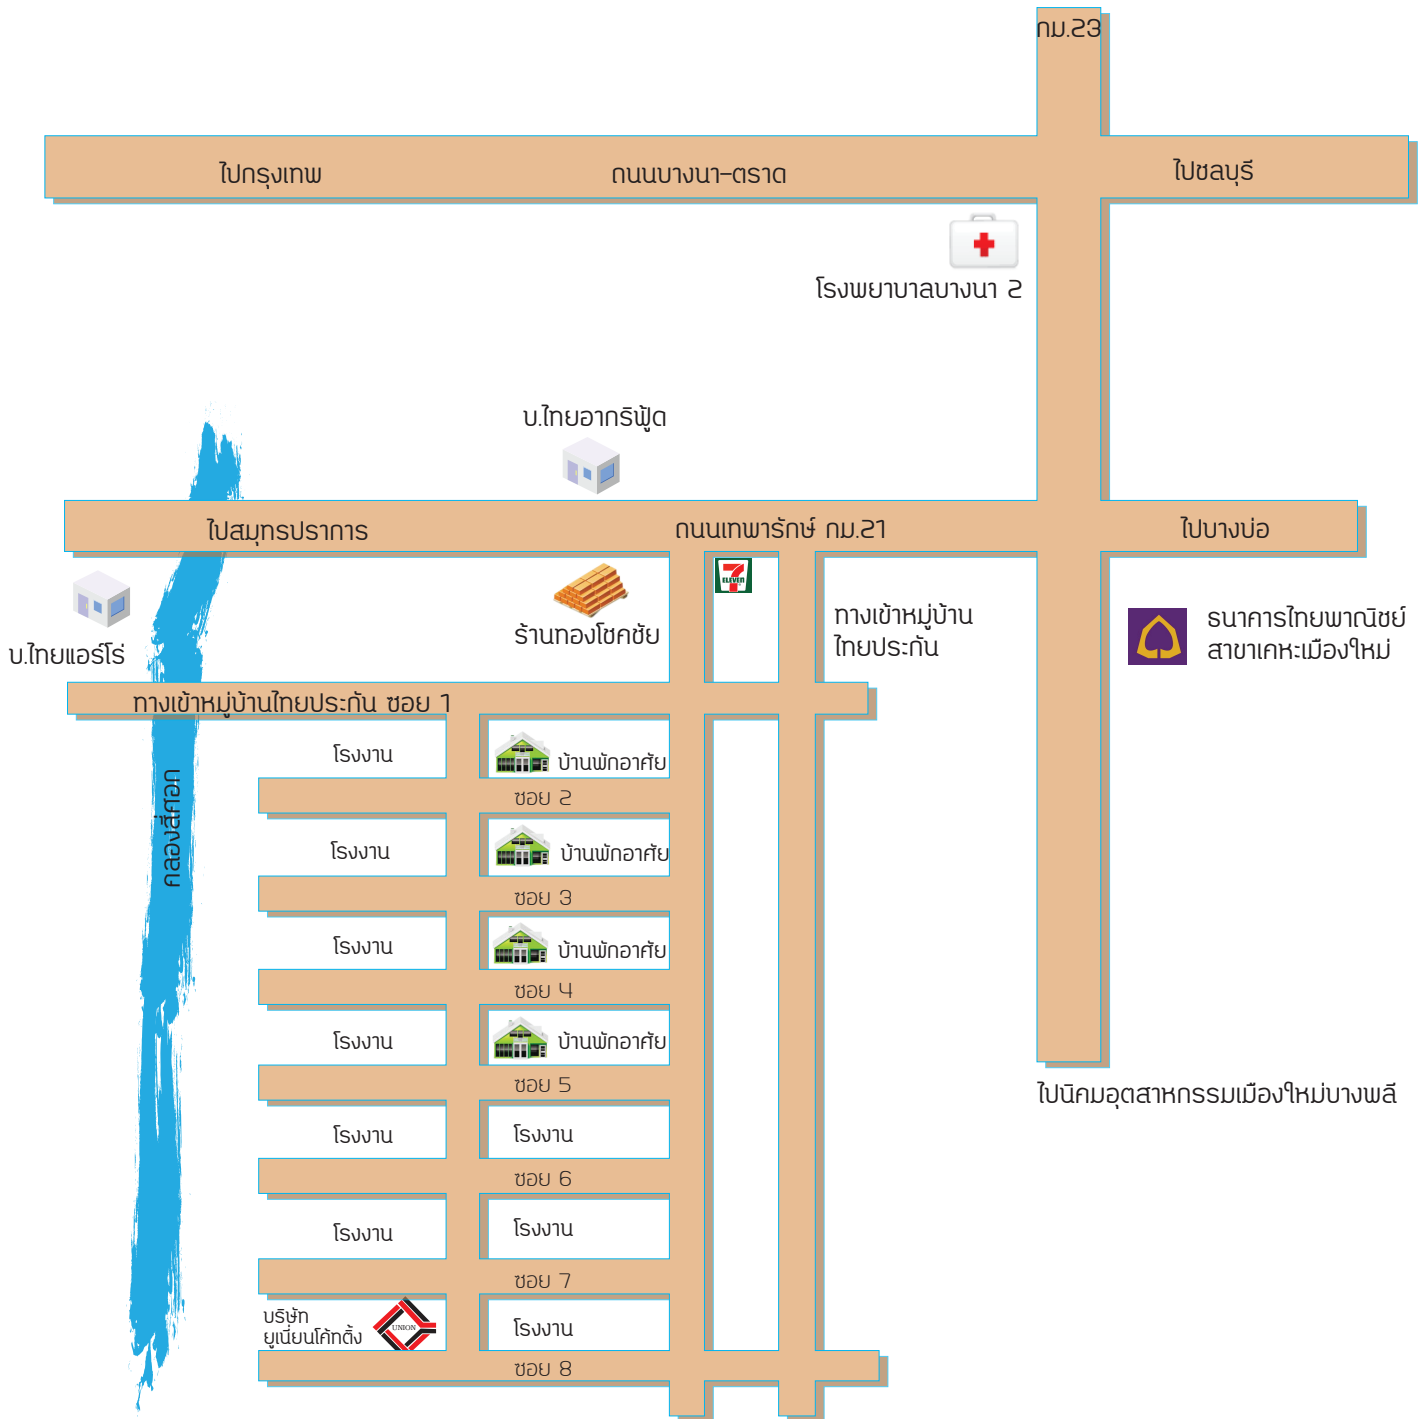 กม.23
ไปกรุงเทพ
ถนนบางนา-ตราด
ไปชลบุรี
โรงพยาบาลบางนา 2
บ.ไทยอากริฟู้ด
ไปสมุทรปราการ
ถนนเทพารักษ์ กม.21
ไปบางบ่อ
7
ELEVEN
ร้านทองโชคชัย
ทางเข้าหมู่บ้าน
ไทยประกัน
ธนาคารไทยพาณิชย์
สาขาเคหะเมืองใหม่
บ.ไทยแอร์โร่
ทางเข้าหมู่บ้านไทยประกัน ซอย 1
คลองสี่ศอก
โรงงาน
บ้านพักอาศัย
ซอย 2
โรงงาน
บ้านพักอาศัย
ซอย 3
โรงงาน
บ้านพักอาศัย
ซอย 4
โรงงาน
บ้านพักอาศัย
ซอย 5
ไปนิคมอุตสาหกรรมเมืองใหม่บางพลี
โรงงาน
โรงงาน
ซอย 6
โรงงาน
โรงงาน
ซอย 7
บริษัท
ยูเนี่ยนโค้ทติ้ง
UNION
โรงงาน
ซอย 8